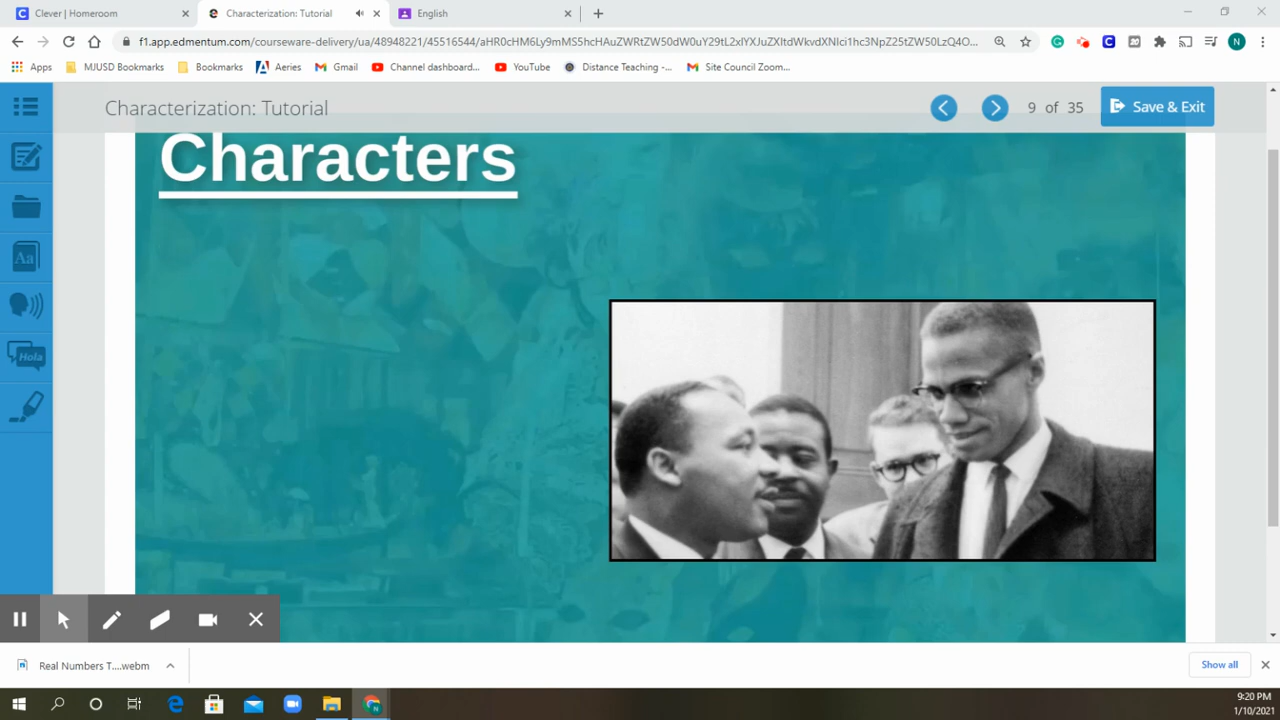 Clever | Homeroom
Characterization: Tutorial
English
f1.app.edmentum.com/courseware-delivery/ua/48948221/45516544/
Apps
MJUSD Bookmarks
Bookmarks
Aeries
Gmail
Channel dashboard...
YouTube
Distance Teaching -...
Site Council Zoom...
Characterization: Tutorial
9 of 35
Save & Exit
Characters
Aa
Hola
Real Numbers T....webm
Show all
9:20 PM
1/10/2021